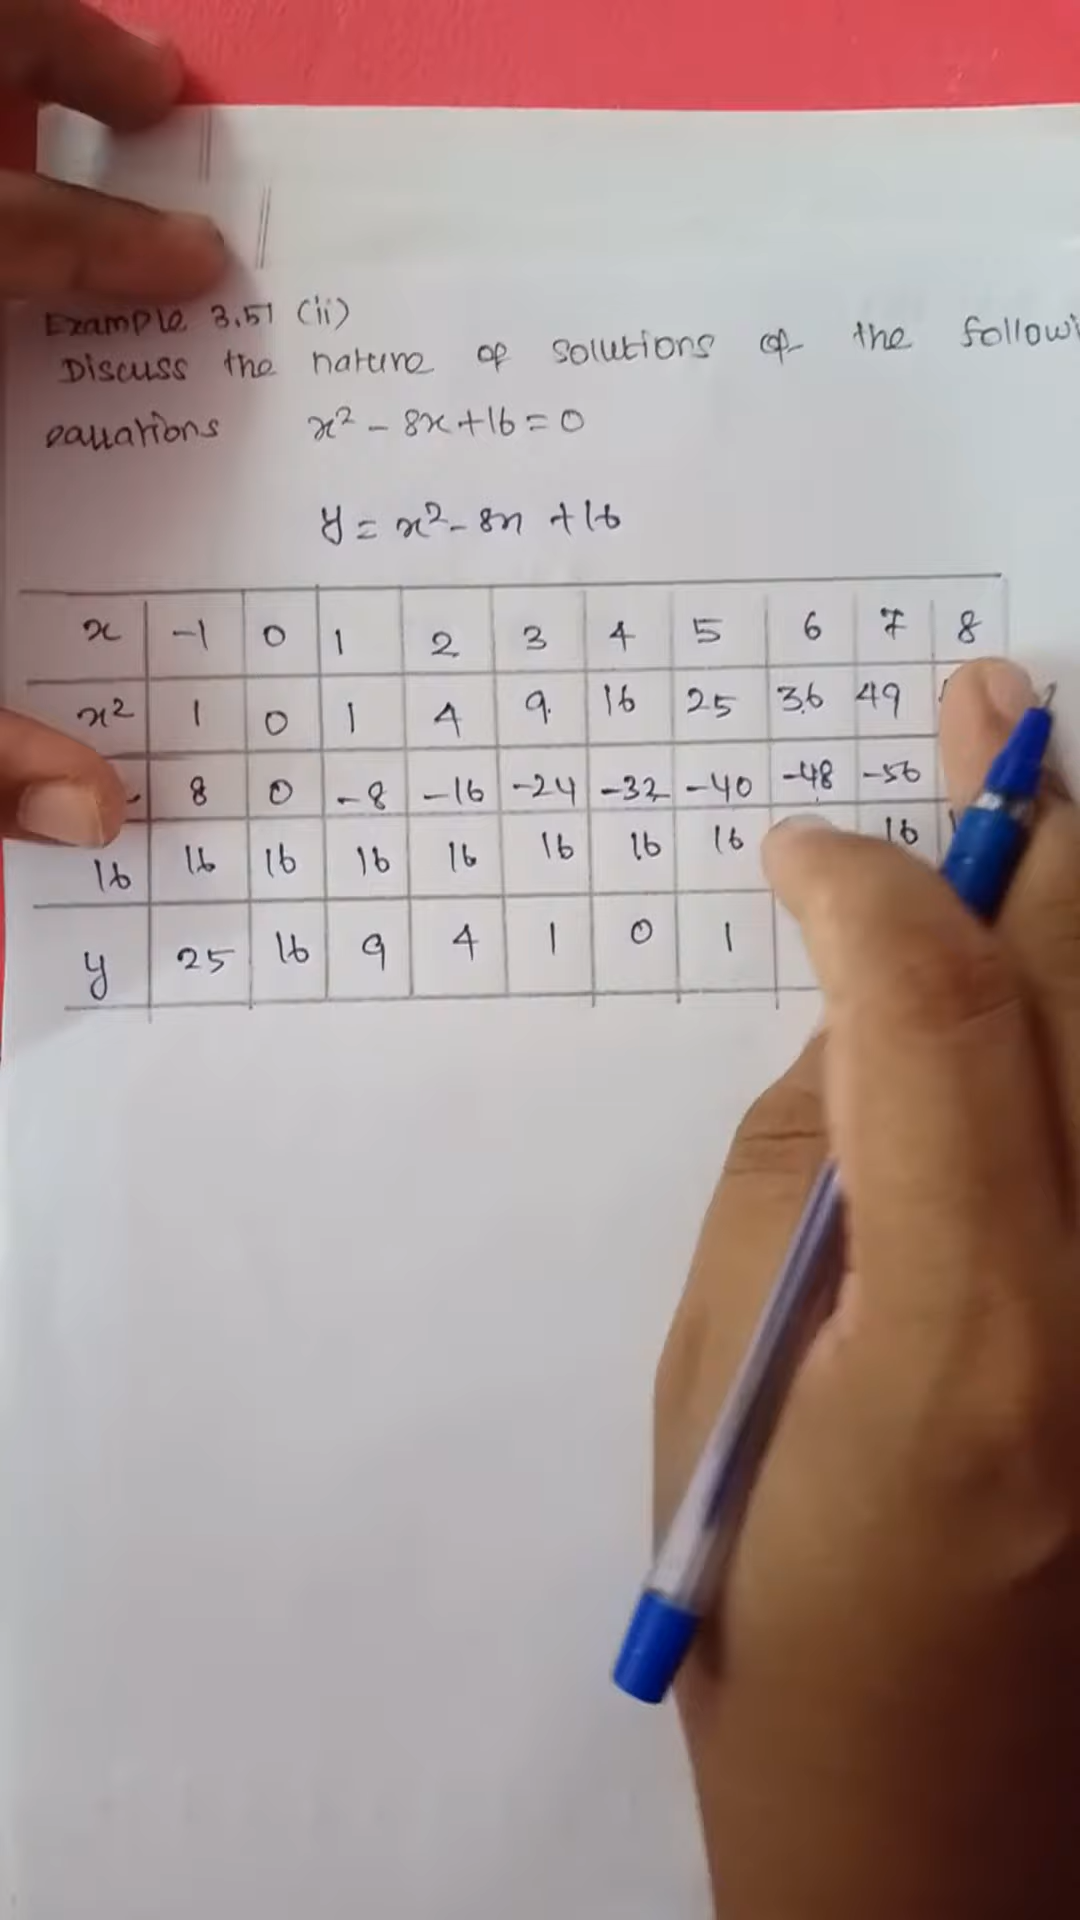 Example 3.51 (ii)
Discuss the nature of solutions of the
equations x² - 8x + 16 = 0
y = x² - 8x + 16
x -1 0 1 2 3 4 5 6 7 8
x² 1 0 1 4 9 16 25 36 49
8 0 -8 -16 -24 -32 -40 -48 -56
16 16 16 16 16 16 16 16 16
y 25 16 9 4 1 0 1